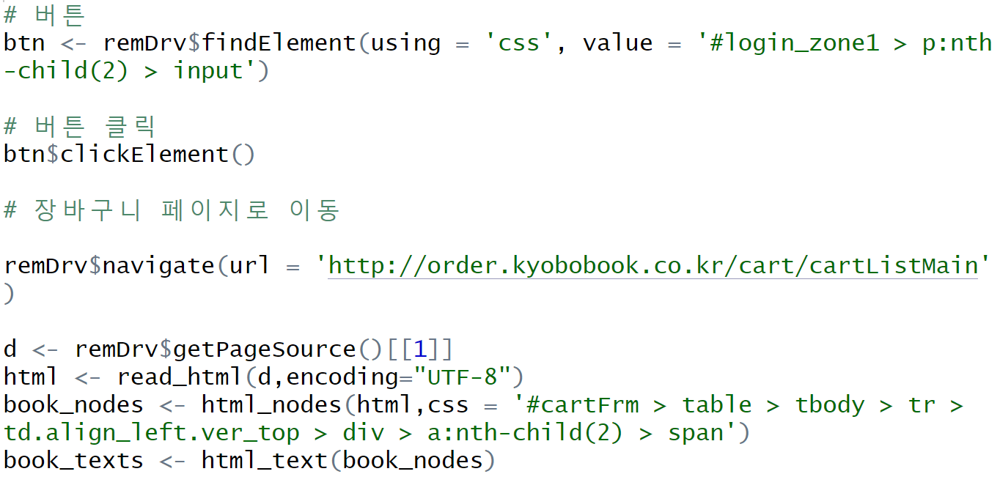 # 버튼
btn <- remDrv$findElement(using = 'css', value = '#login_zone1 > p:nth
-child(2) > input')
# 버튼 클릭
btn$clickElement()
# 장바구니 페이지로 이동
remDrv$navigate(url = 'http://order.kyobobook.co.kr/cart/cartListMain'
)
d <- remDrv$getPageSource()[[1]]
html <- read_html(d,encoding="UTF-8")
book_nodes <- html_nodes(html,css = '#cartFrm > table > tbody > tr >
td.align_left.ver_top > div > a:nth-child(2) > span')
book_texts <- html_text(book_nodes)